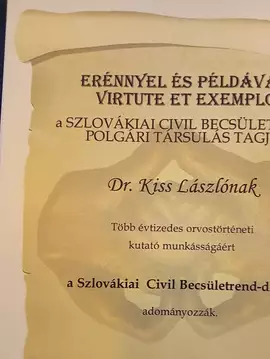 ERÉNNYEL ÉS PÉLDÁVA
VIRTUTE ET EXEMPLO
a SZLOVÁKIAI CIVIL BECSÜLET
POLGÁRI TÁRSULÁS TAGJ
Dr. Kiss Lászlónak
Több évtizedes orvostörténeti
kutató munkásságáért
a Szlovákiai Civil Becsületrend-d
adományozzák.